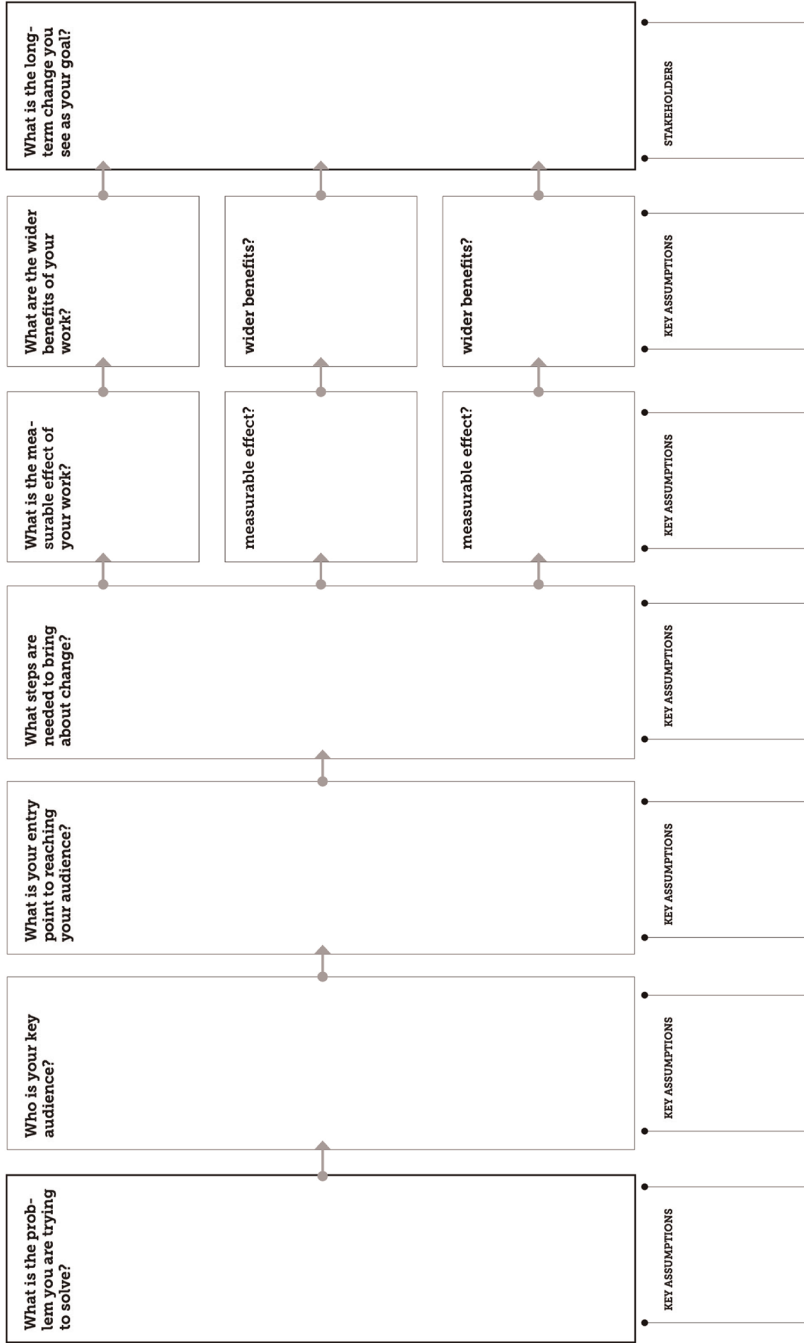 What is the prob-
lem you are trying
to solve?
Who is your key
audience?
What is your entry
point to reaching
your audience?
What steps are
needed to bring
about change?
What is the mea-
surable effect of
your work?
measurable effect?
measurable effect?
What are the wider
benefits of your
work?
wider benefits?
wider benefits?
What is the long-
term change you
see as your goal?
KEY ASSUMPTIONS
KEY ASSUMPTIONS
KEY ASSUMPTIONS
KEY ASSUMPTIONS
KEY ASSUMPTIONS
KEY ASSUMPTIONS
STAKEHOLDERS